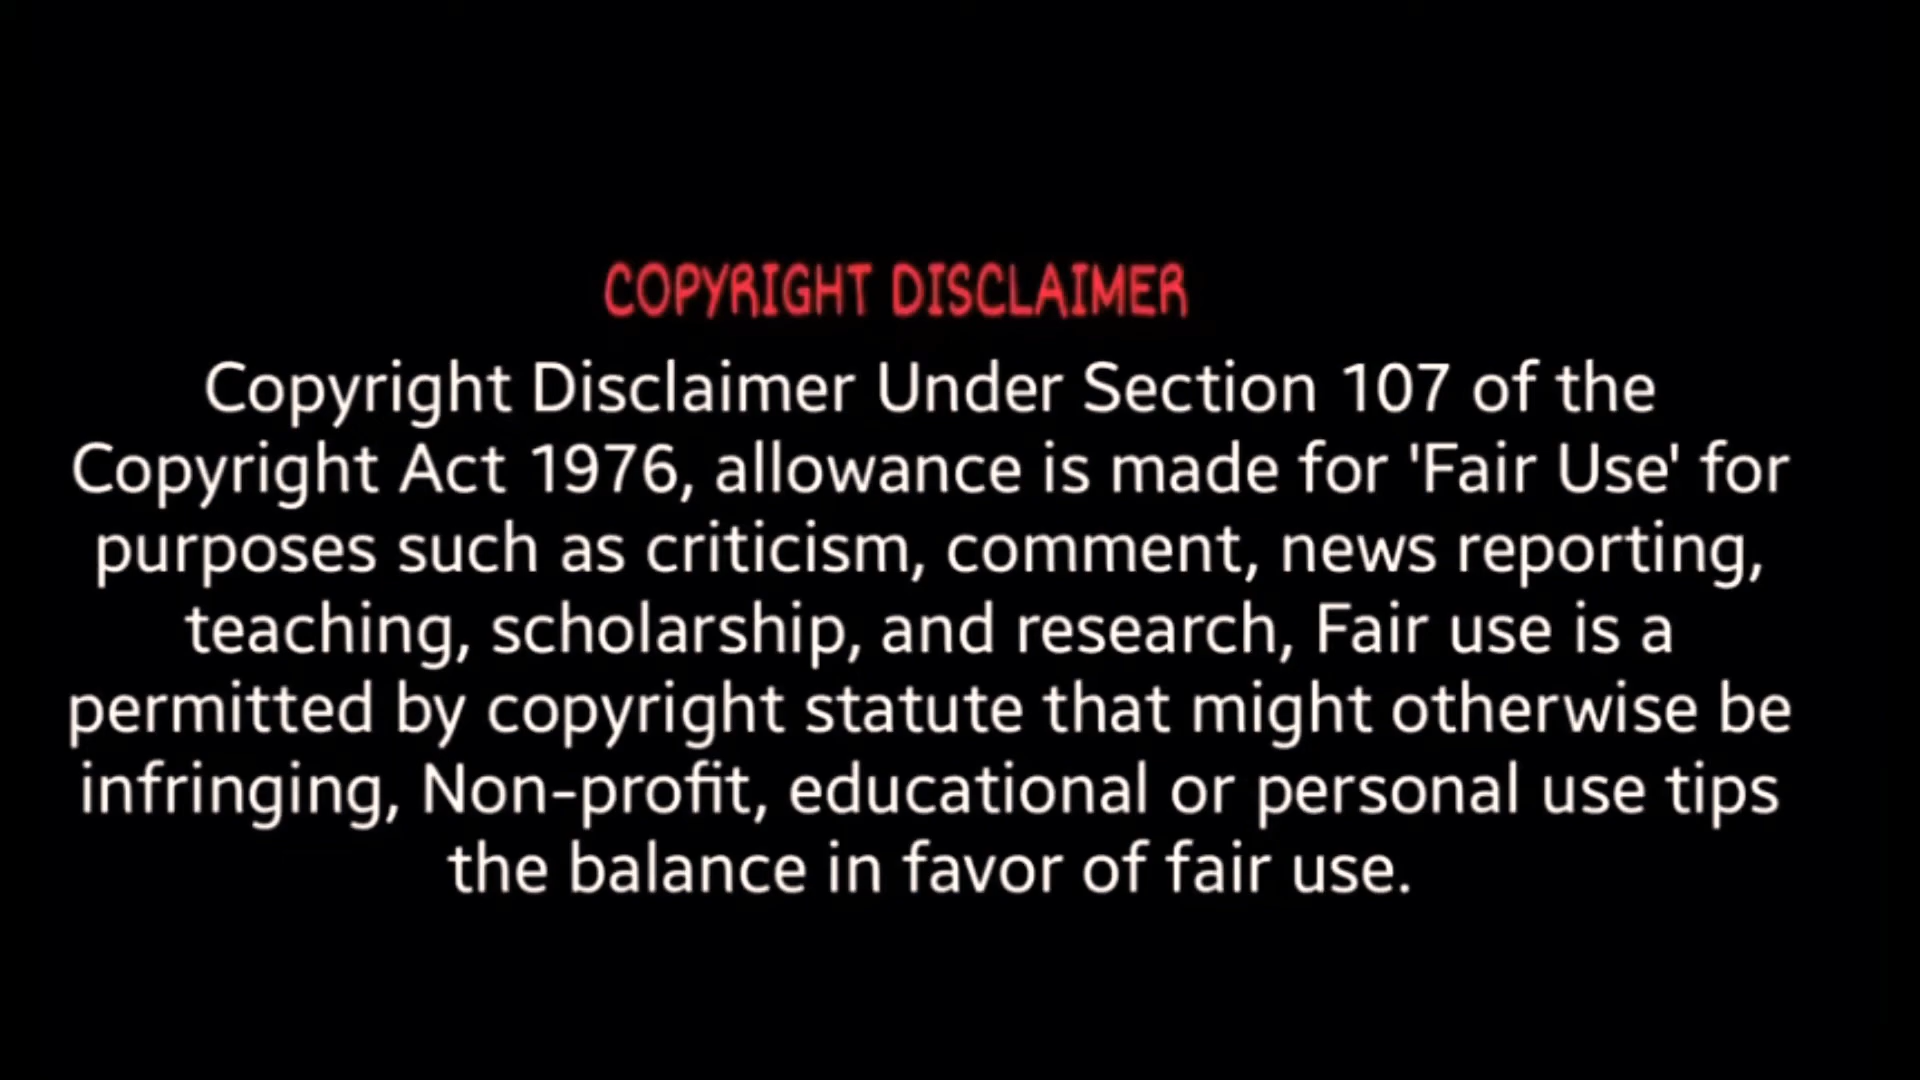 COPYRIGHT DISCLAIMER
Copyright Disclaimer Under Section 107 of the
Copyright Act 1976, allowance is made for 'Fair Use' for
purposes such as criticism, comment, news reporting,
teaching, scholarship, and research, Fair use is a
permitted by copyright statute that might otherwise be
infringing, Non-profit, educational or personal use tips
the balance in favor of fair use.